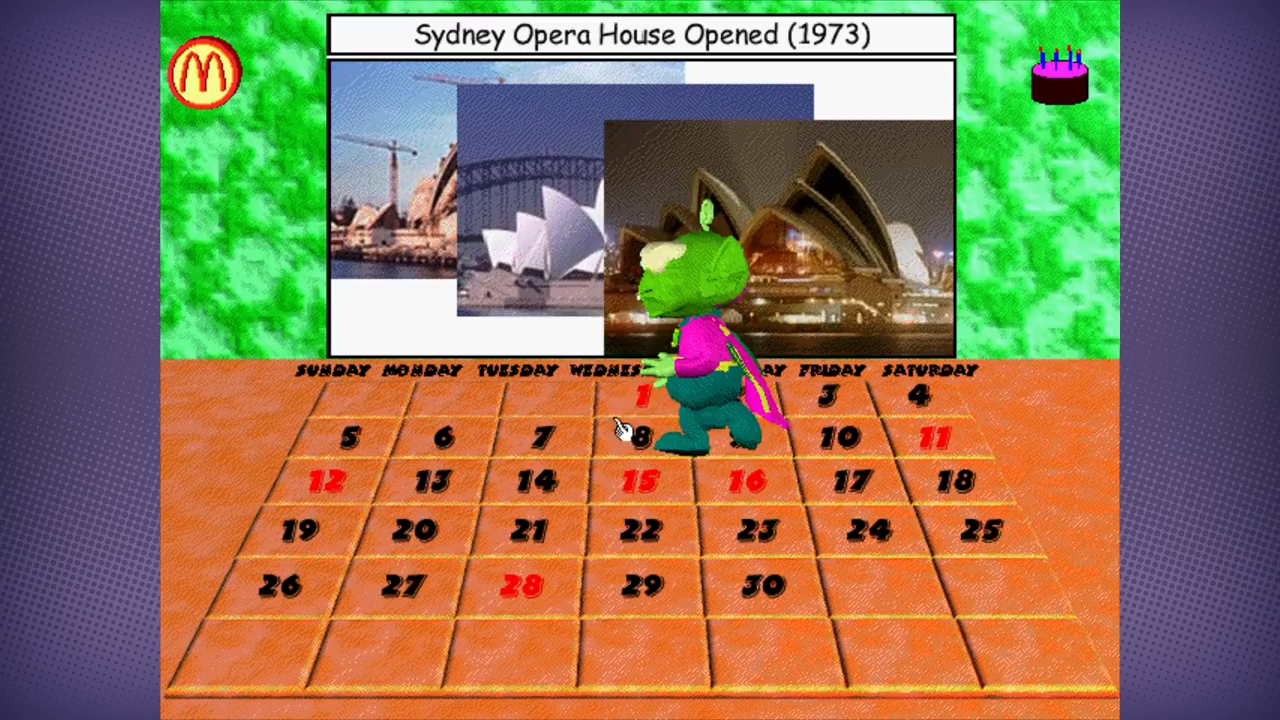 Sydney Opera House Opened (1973)
SUNDAY MONDAY TUESDAY FRIDAY SATURDAY
1 3 4
5 6 7 8 10 11
12 13 14 15 16 17 18
19 20 21 22 23 24 25
26 27 28 29 30